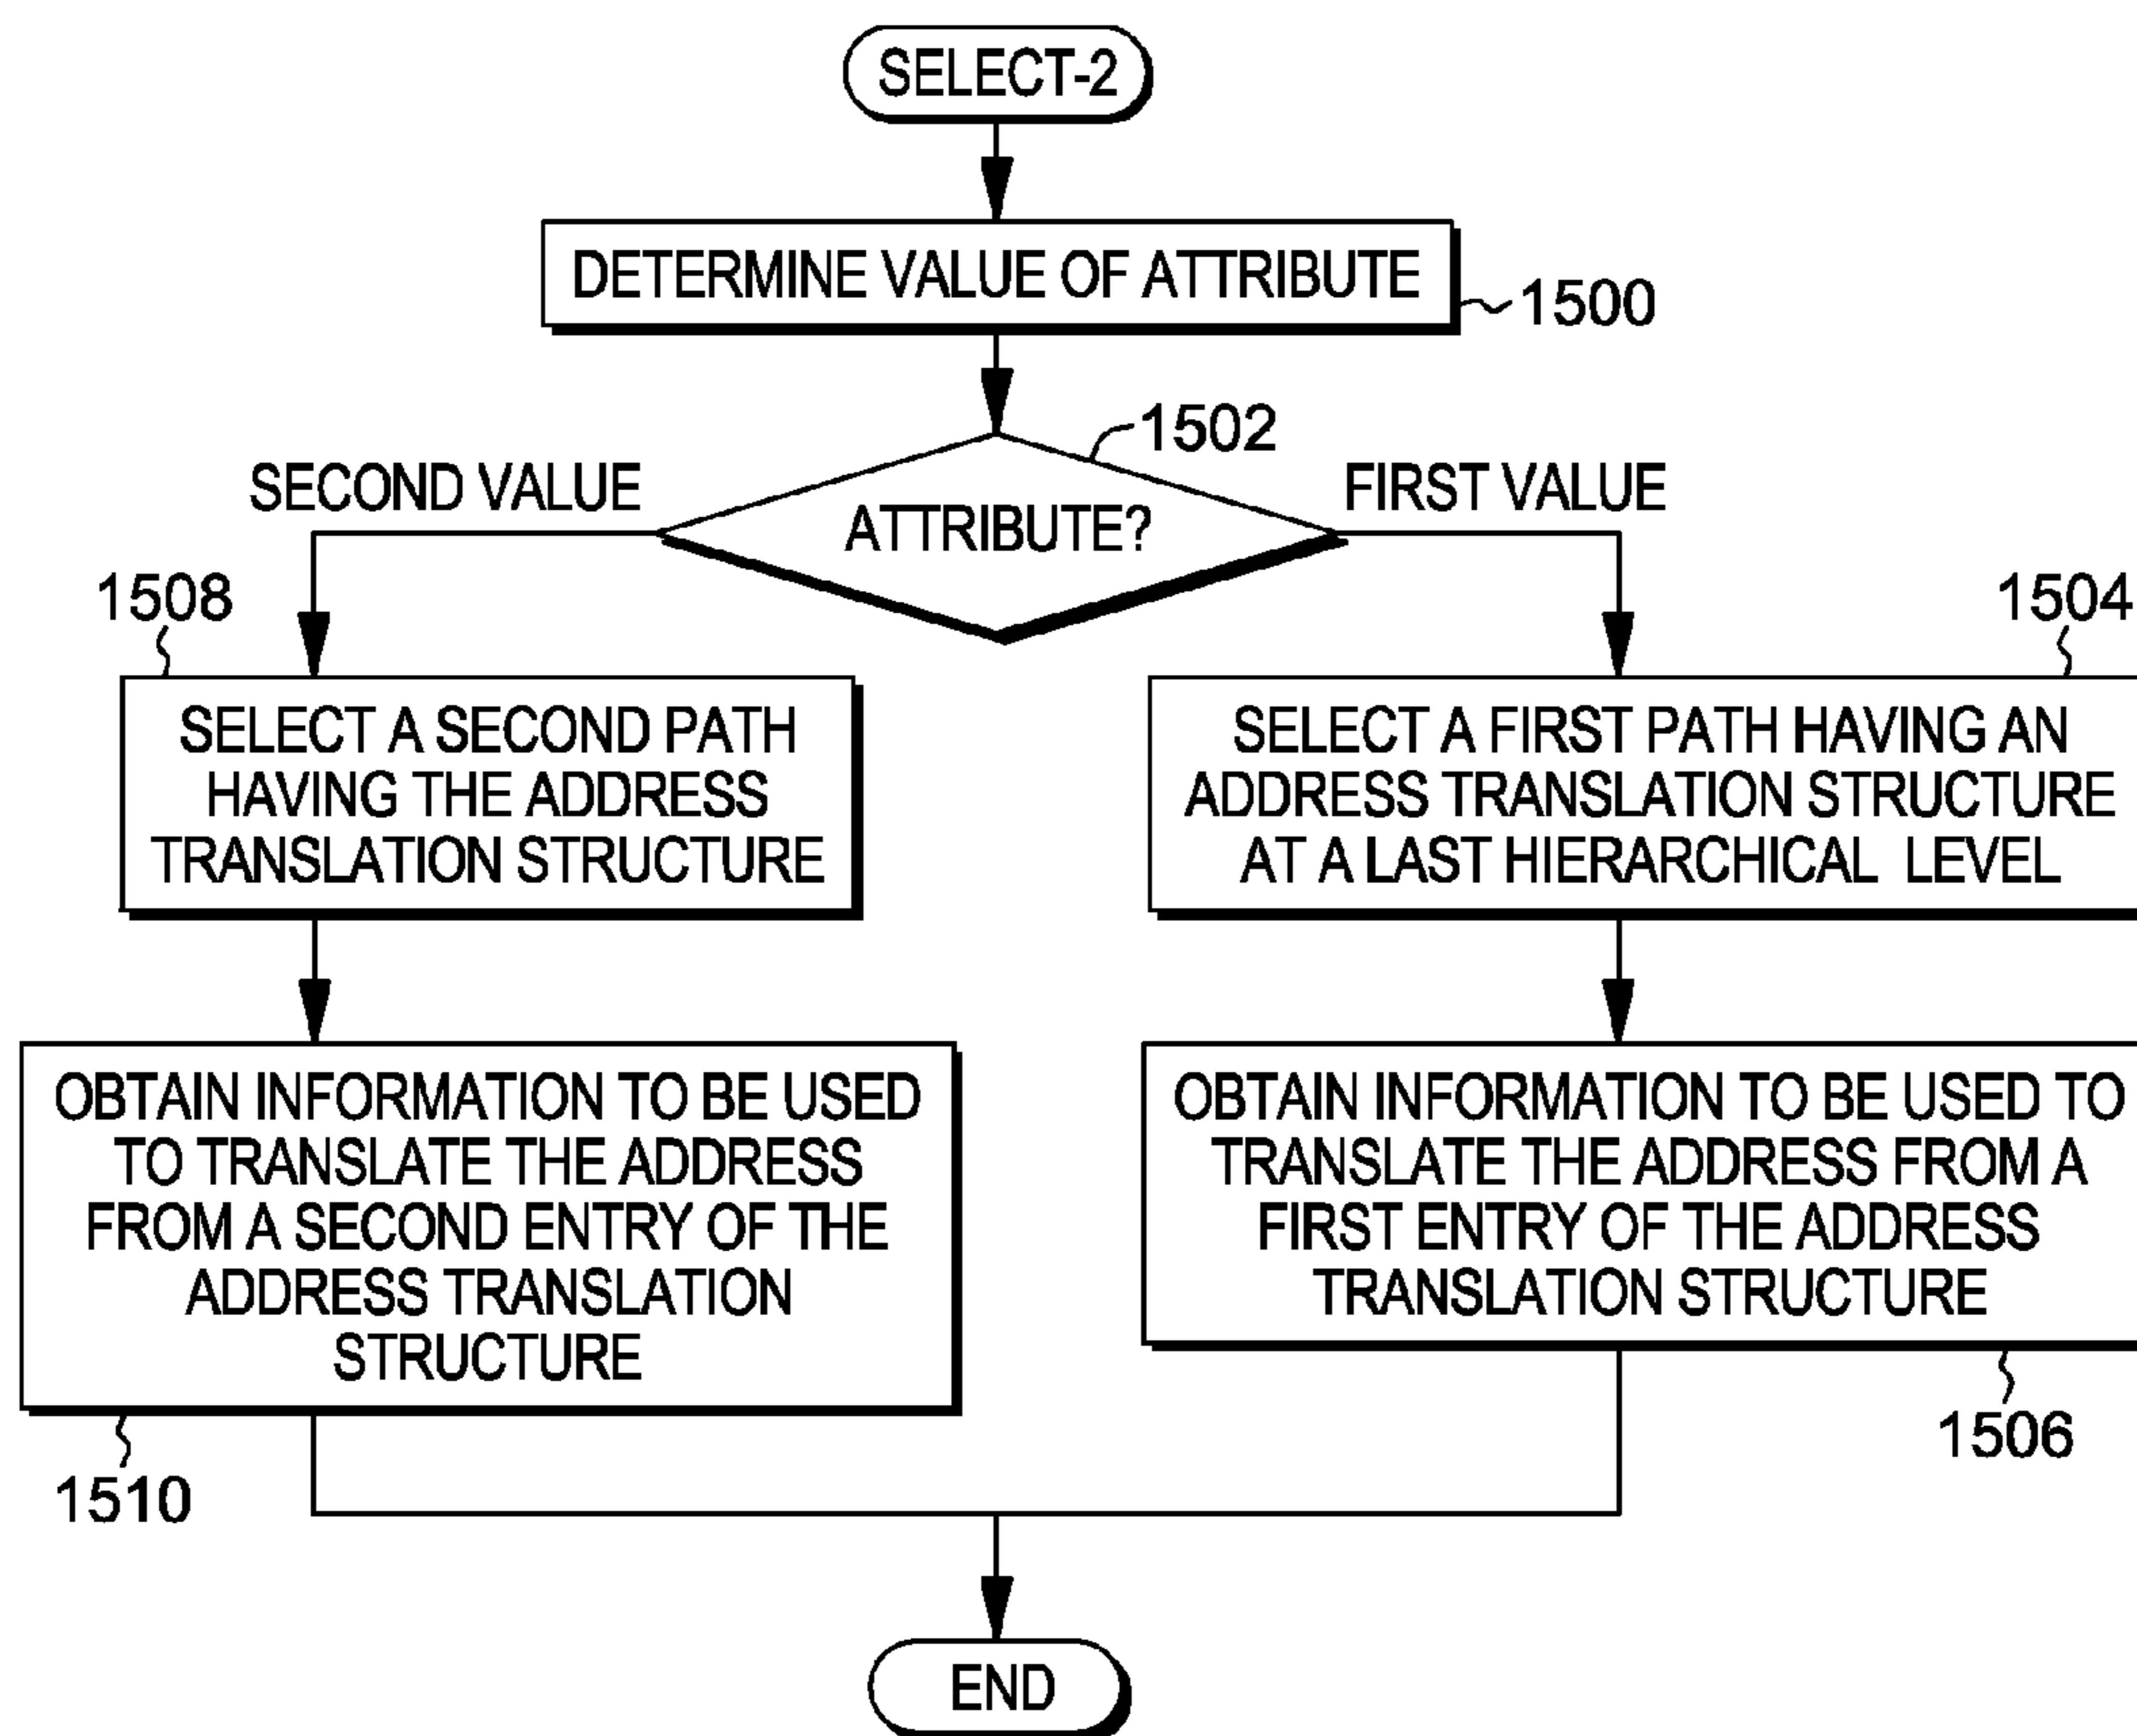 SELECT-2
DETERMINE VALUE OF ATTRIBUTE
1500
1502
SECOND VALUE
ATTRIBUTE?
FIRST VALUE
1508
SELECT A SECOND PATH
HAVING THE ADDRESS
TRANSLATION STRUCTURE
1504
SELECT A FIRST PATH HAVING AN
ADDRESS TRANSLATION STRUCTURE
AT A LAST HIERARCHICAL LEVEL
OBTAIN INFORMATION TO BE USED
TO TRANSLATE THE ADDRESS
FROM A SECOND ENTRY OF THE
ADDRESS TRANSLATION
STRUCTURE
1510
OBTAIN INFORMATION TO BE USED TO
TRANSLATE THE ADDRESS FROM A
FIRST ENTRY OF THE ADDRESS
TRANSLATION STRUCTURE
1506
END